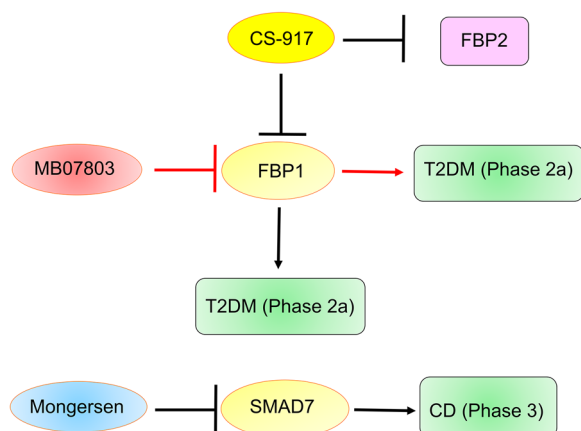 CS-917
FBP2
MB07803
FBP1
T2DM (Phase 2a)
T2DM (Phase 2a)
Mongersen
SMAD7
CD (Phase 3)